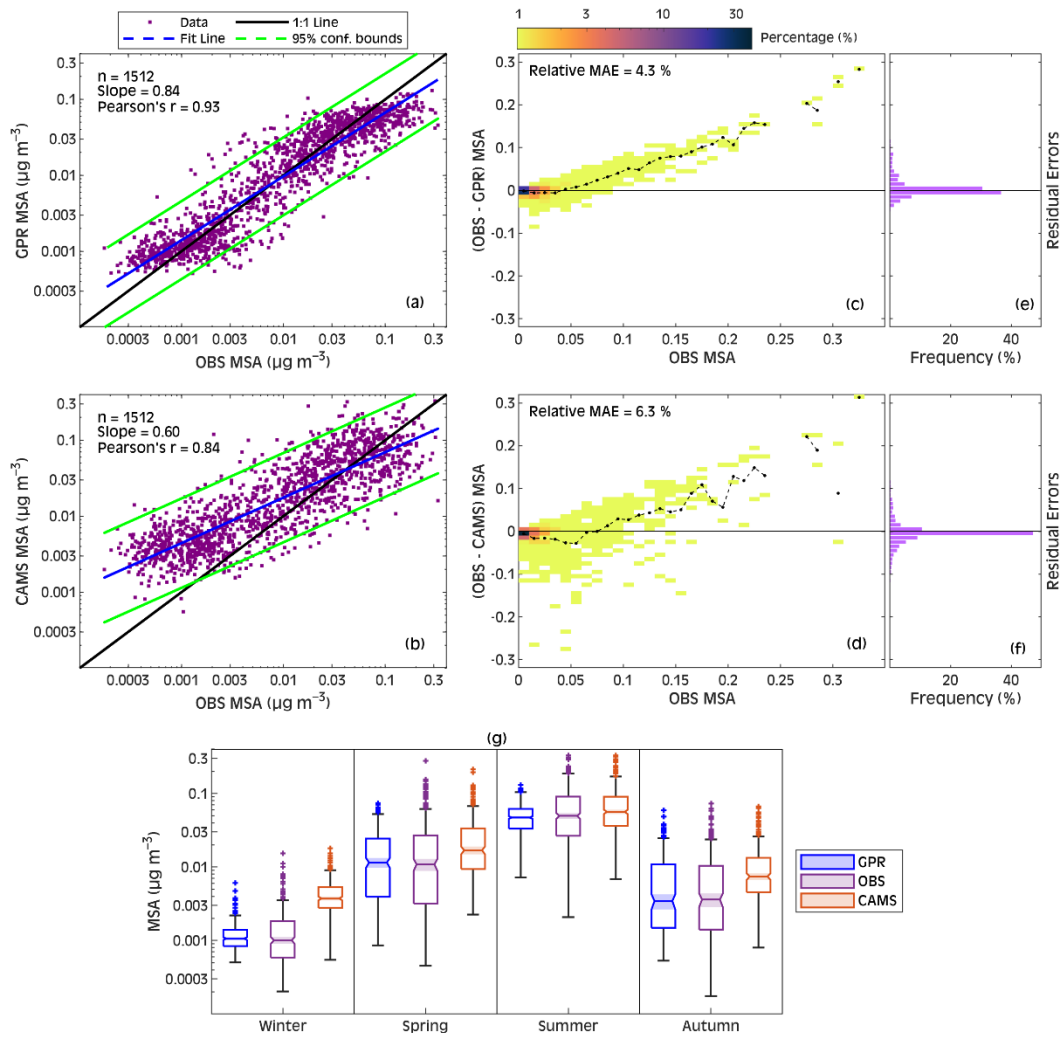 Data
1:1 Line
Fit Line
95% conf. bounds
1 3 10 30
Percentage (%)
n = 1512
Slope = 0.84
Pearson's r = 0.93
0.3
0.1
0.03
0.01
0.003
0.001
0.0003
GPR MSA (µg m⁻³)
(a)
0.0003 0.001 0.003 0.01 0.03 0.1 0.3
OBS MSA (µg m⁻³)
Relative MAE = 4.3 %
0.3
0.2
0.1
0
-0.1
-0.2
-0.3
(OBS - GPR) MSA
(c)
0 0.05 0.1 0.15 0.2 0.25 0.3
OBS MSA
(e)
Residual Errors
20 40
Frequency (%)
n = 1512
Slope = 0.60
Pearson's r = 0.84
0.3
0.1
0.03
0.01
0.003
0.001
0.0003
CAMS MSA (µg m⁻³)
(b)
0.0003 0.001 0.003 0.01 0.03 0.1 0.3
OBS MSA (µg m⁻³)
Relative MAE = 6.3 %
0.3
0.2
0.1
0
-0.1
-0.2
-0.3
(OBS - CAMS) MSA
(d)
0 0.05 0.1 0.15 0.2 0.25 0.3
OBS MSA
(f)
Residual Errors
20 40
Frequency (%)
(g)
0.3
0.1
0.03
0.01
0.003
0.001
0.0003
MSA (µg m⁻³)
Winter Spring Summer Autumn
GPR
OBS
CAMS